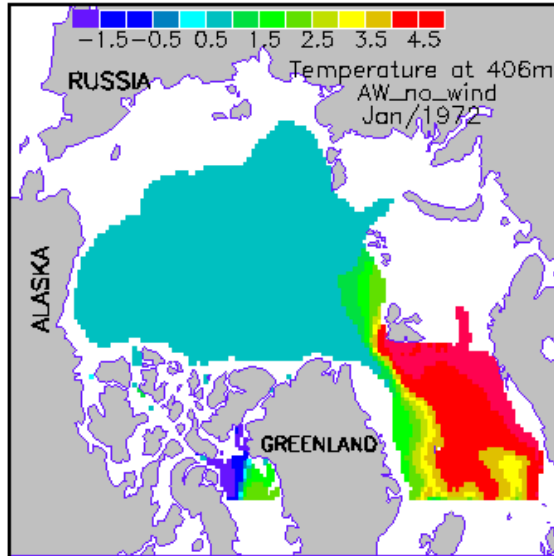 -1.5 -0.5 0.5 1.5 2.5 3.5 4.5
RUSSIA
Temperature at 406m
AW_no_wind
Jan/1972
ALASKA
GREENLAND